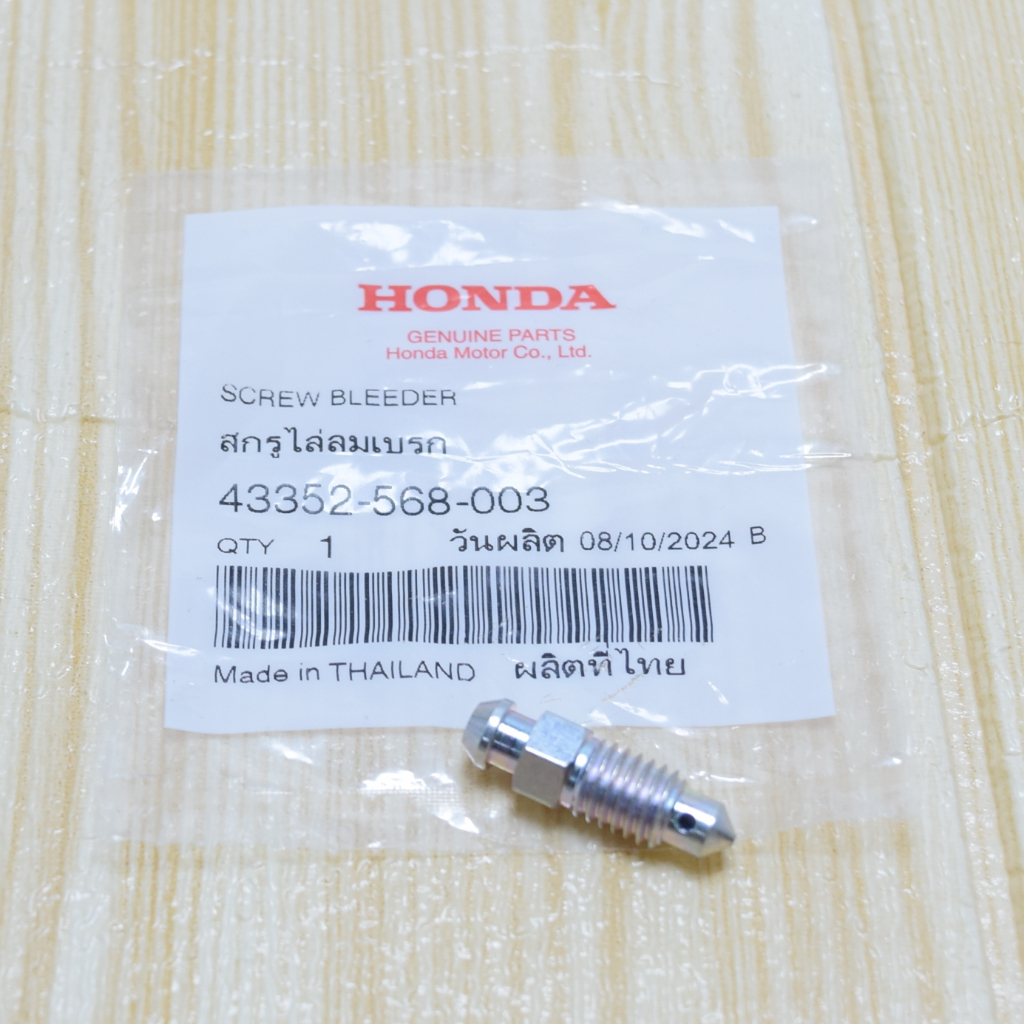 HONDA
GENUINE PARTS
Honda Motor Co., Ltd.
SCREW BLEEDER
สกรูไล่ลมเบรก
43352-568-003
QTY 1 วันผลิต 08/10/2024 B
Made in THAILAND ผลิตที่ไทย